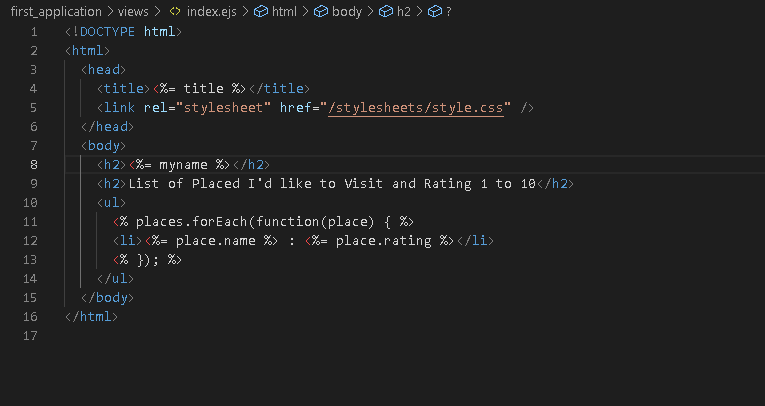 first_application > views > <> index.ejs > html > body > h2 > ?
1 <!DOCTYPE html>
2 <html>
3 <head>
4 <title><%= title %></title>
5 <link rel="stylesheet" href="/stylesheets/style.css" />
6 </head>
7 <body>
8 <h2><%= myname %></h2>
9 <h2>List of Placed I'd like to Visit and Rating 1 to 10</h2>
10 <ul>
11 <% places.forEach(function(place) { %>
12 <li><%= place.name %> : <%= place.rating %></li>
13 <% }); %>
14 </ul>
15 </body>
16 </html>
17